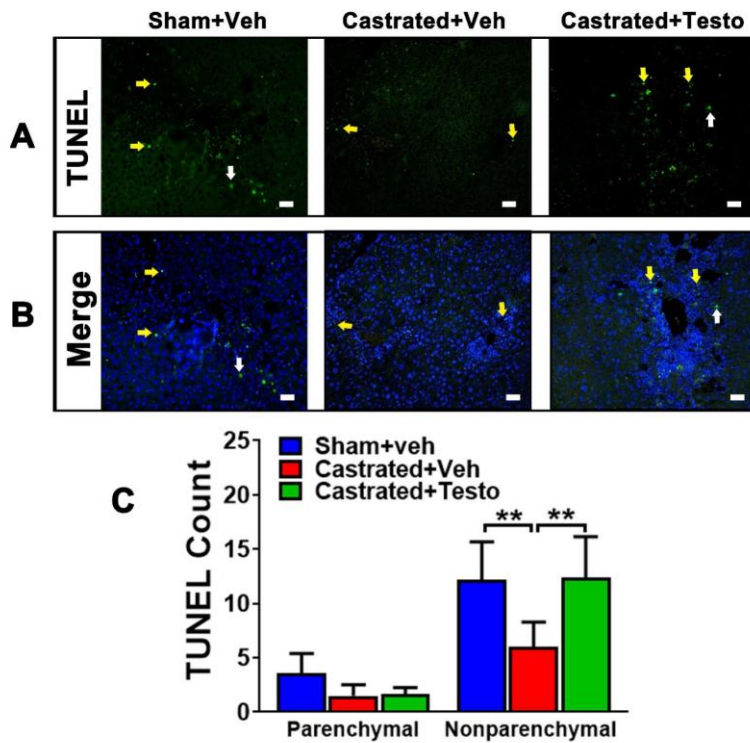 Sham+Veh Castrated+Veh Castrated+Testo
A
TUNEL
B
Merge
C
TUNEL Count
25
20
15
10
5
0
Sham+veh
Castrated+Veh
Castrated+Testo
** **
Parenchymal Nonparenchymal